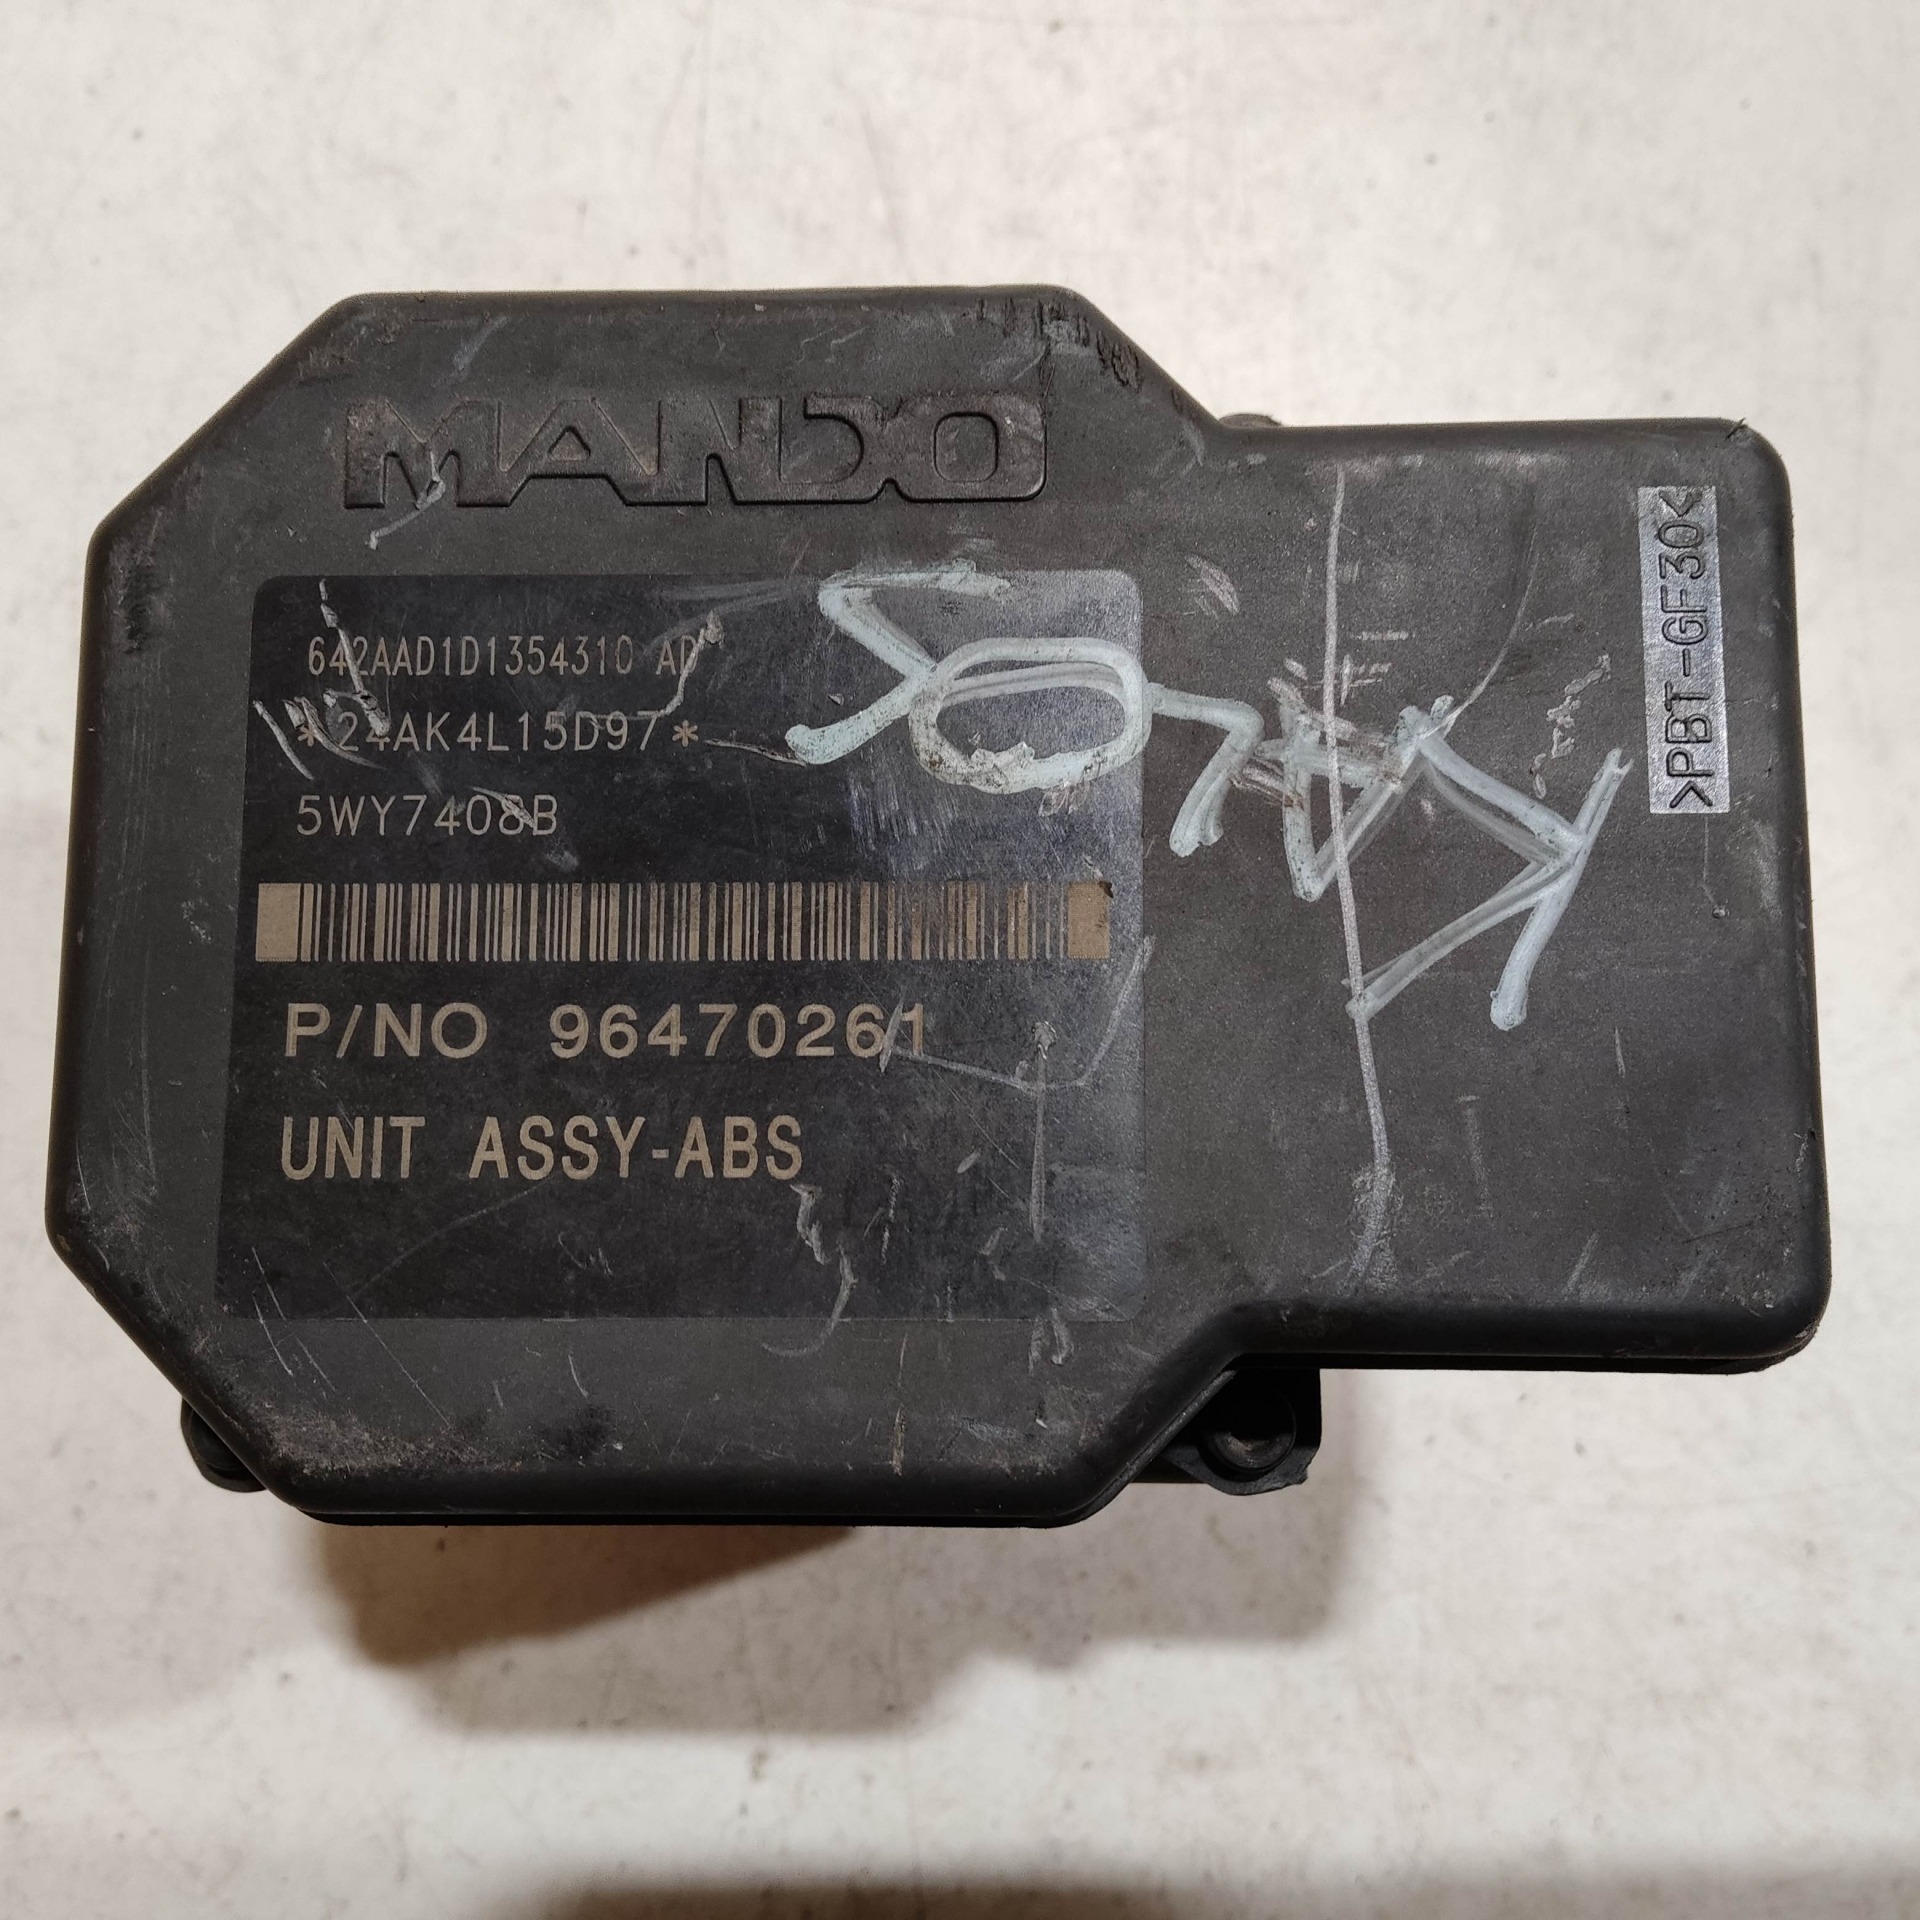 MANDO
642AAD1D1354310 AD
*24AK4L15D97*
5WY7408B
P/NO 96470261
UNIT ASSY-ABS
>PBT-GF30<